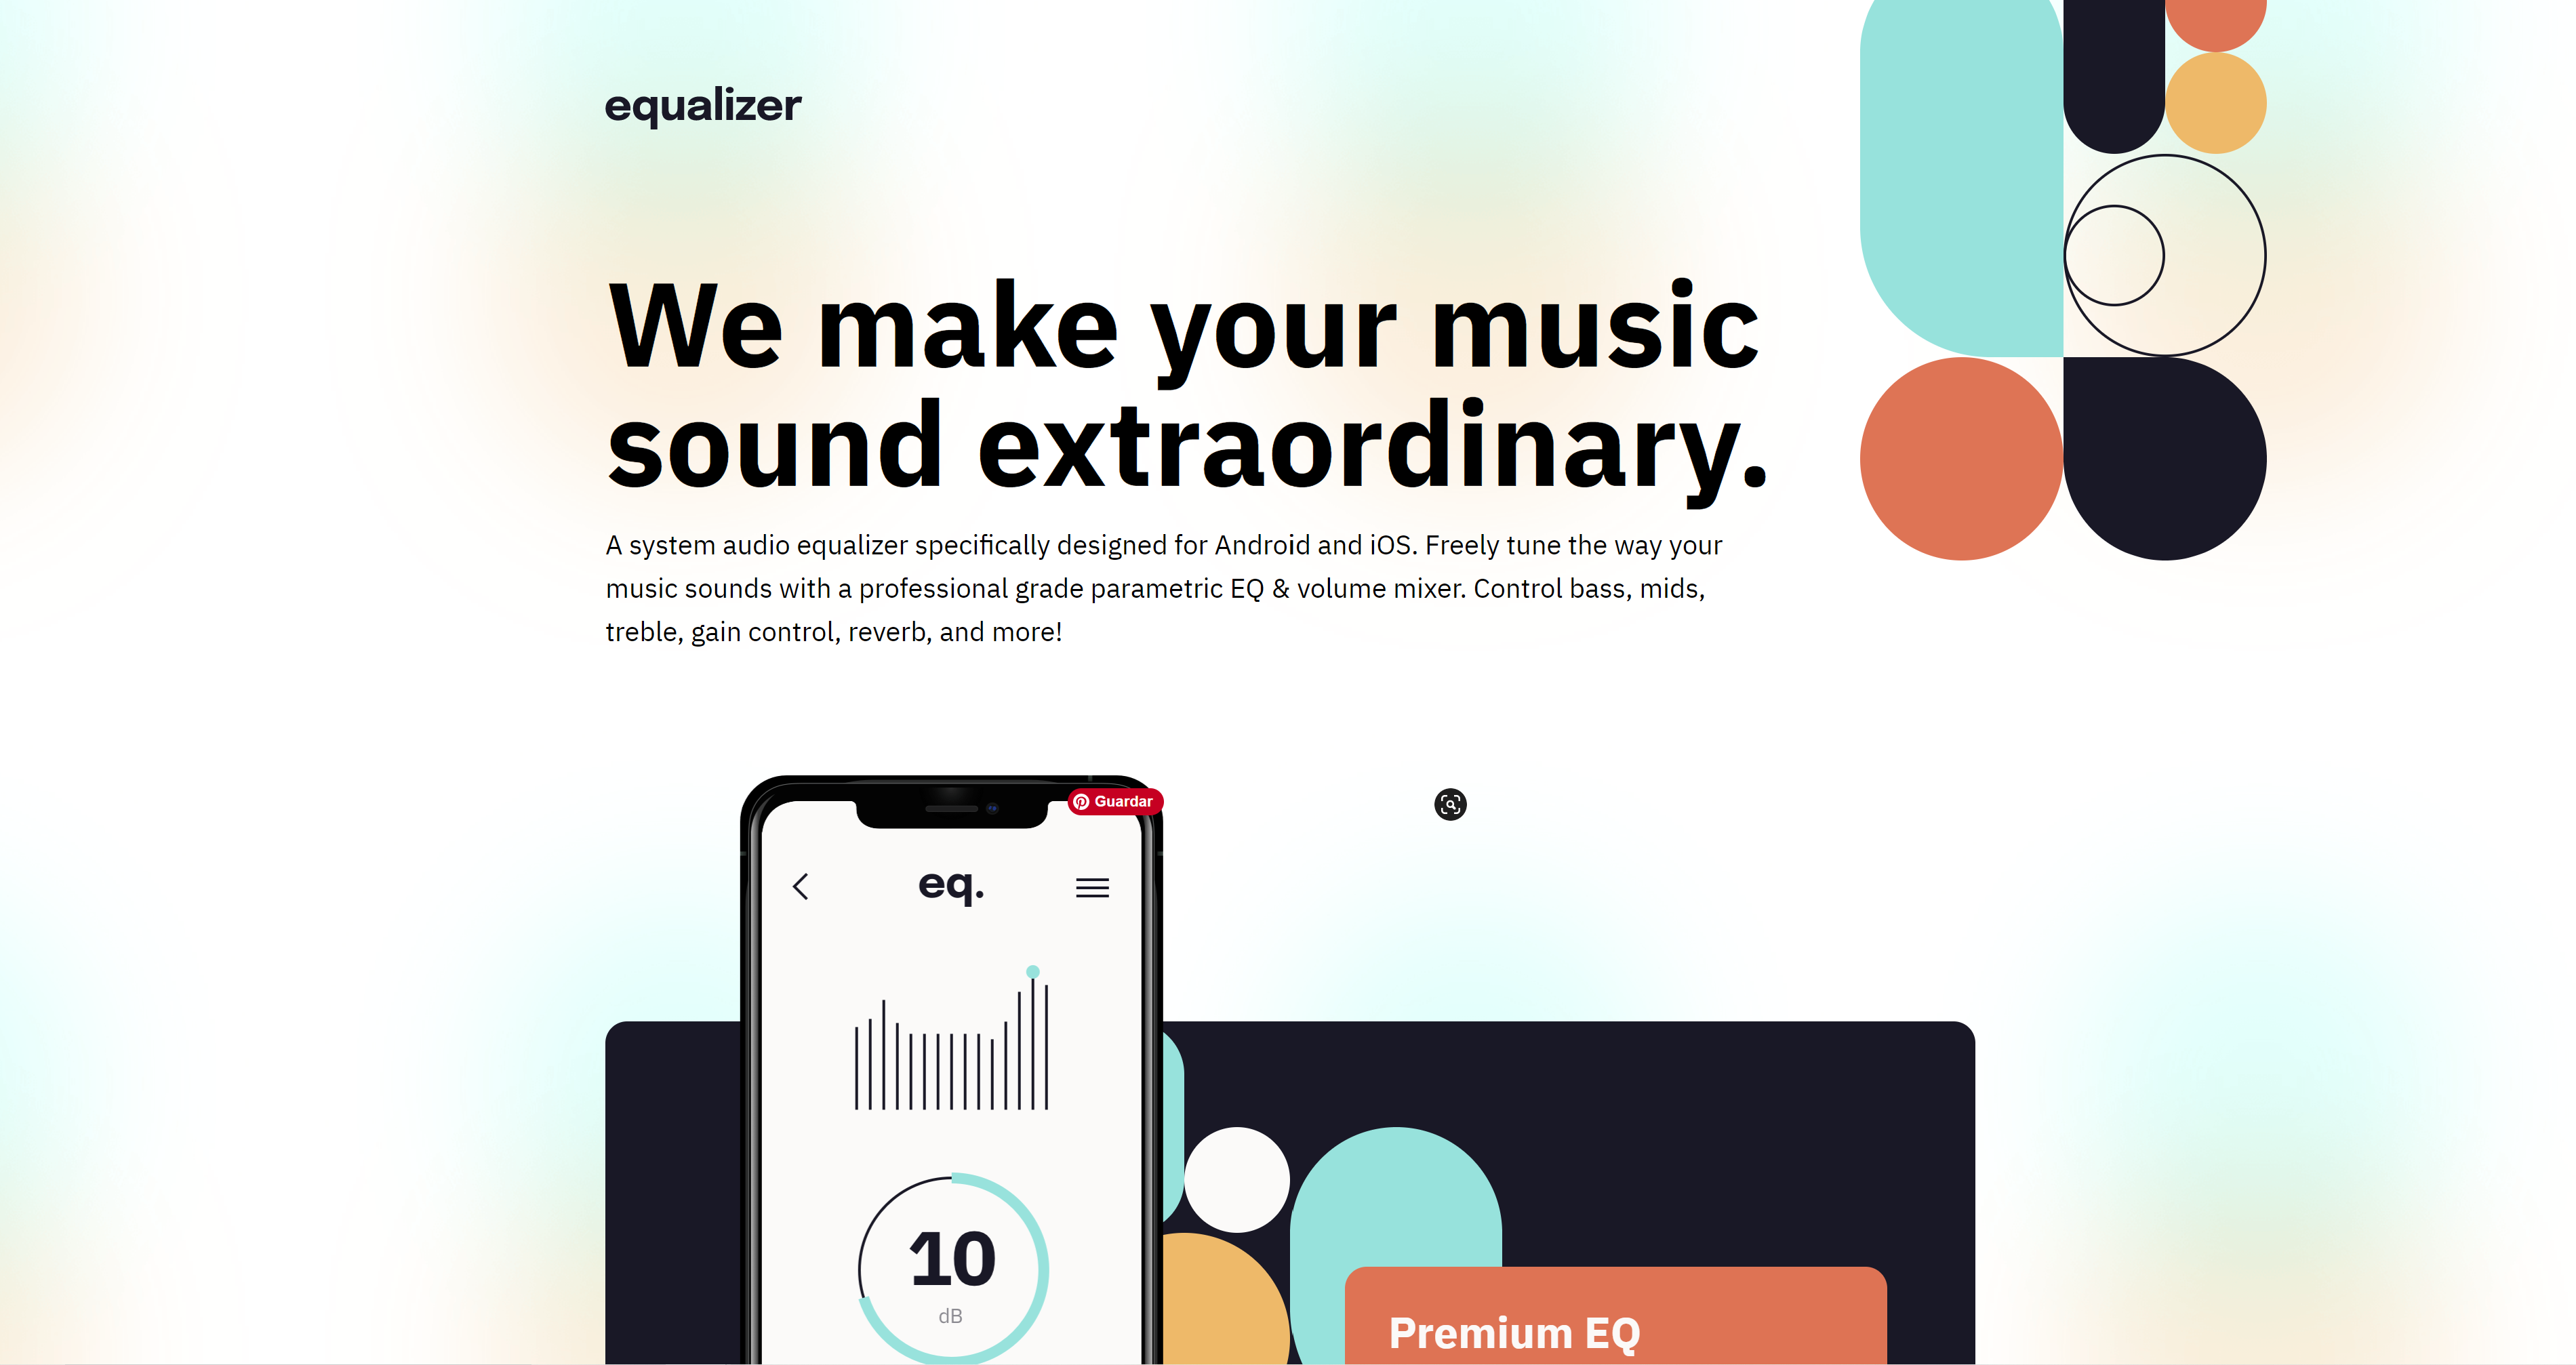 equalizer
We make your music
sound extraordinary.
A system audio equalizer specifically designed for Android and iOS. Freely tune the way your
music sounds with a professional grade parametric EQ & volume mixer. Control bass, mids,
treble, gain control, reverb, and more!
Guardar
eq.
10
dB
Premium EQ